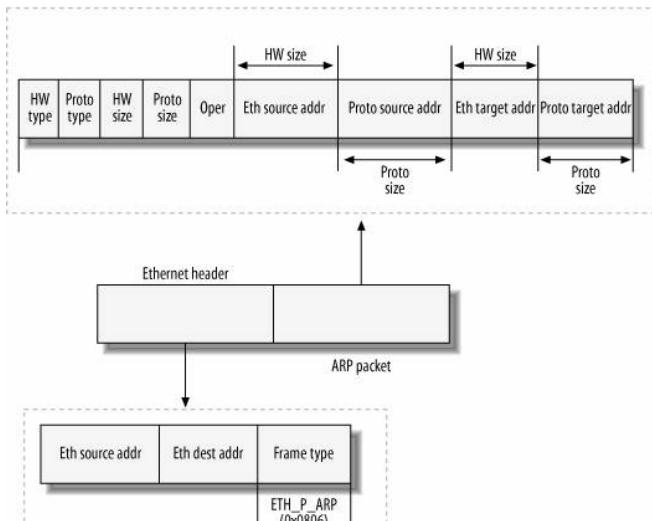 HW size
HW size
HW type
Proto type
HW size
Proto size
Oper
Eth source addr
Proto source addr
Eth target addr
Proto target addr
Proto size
Proto size
Ethernet header
ARP packet
Eth source addr
Eth dest addr
Frame type
ETH_P_ARP
(0x0806)